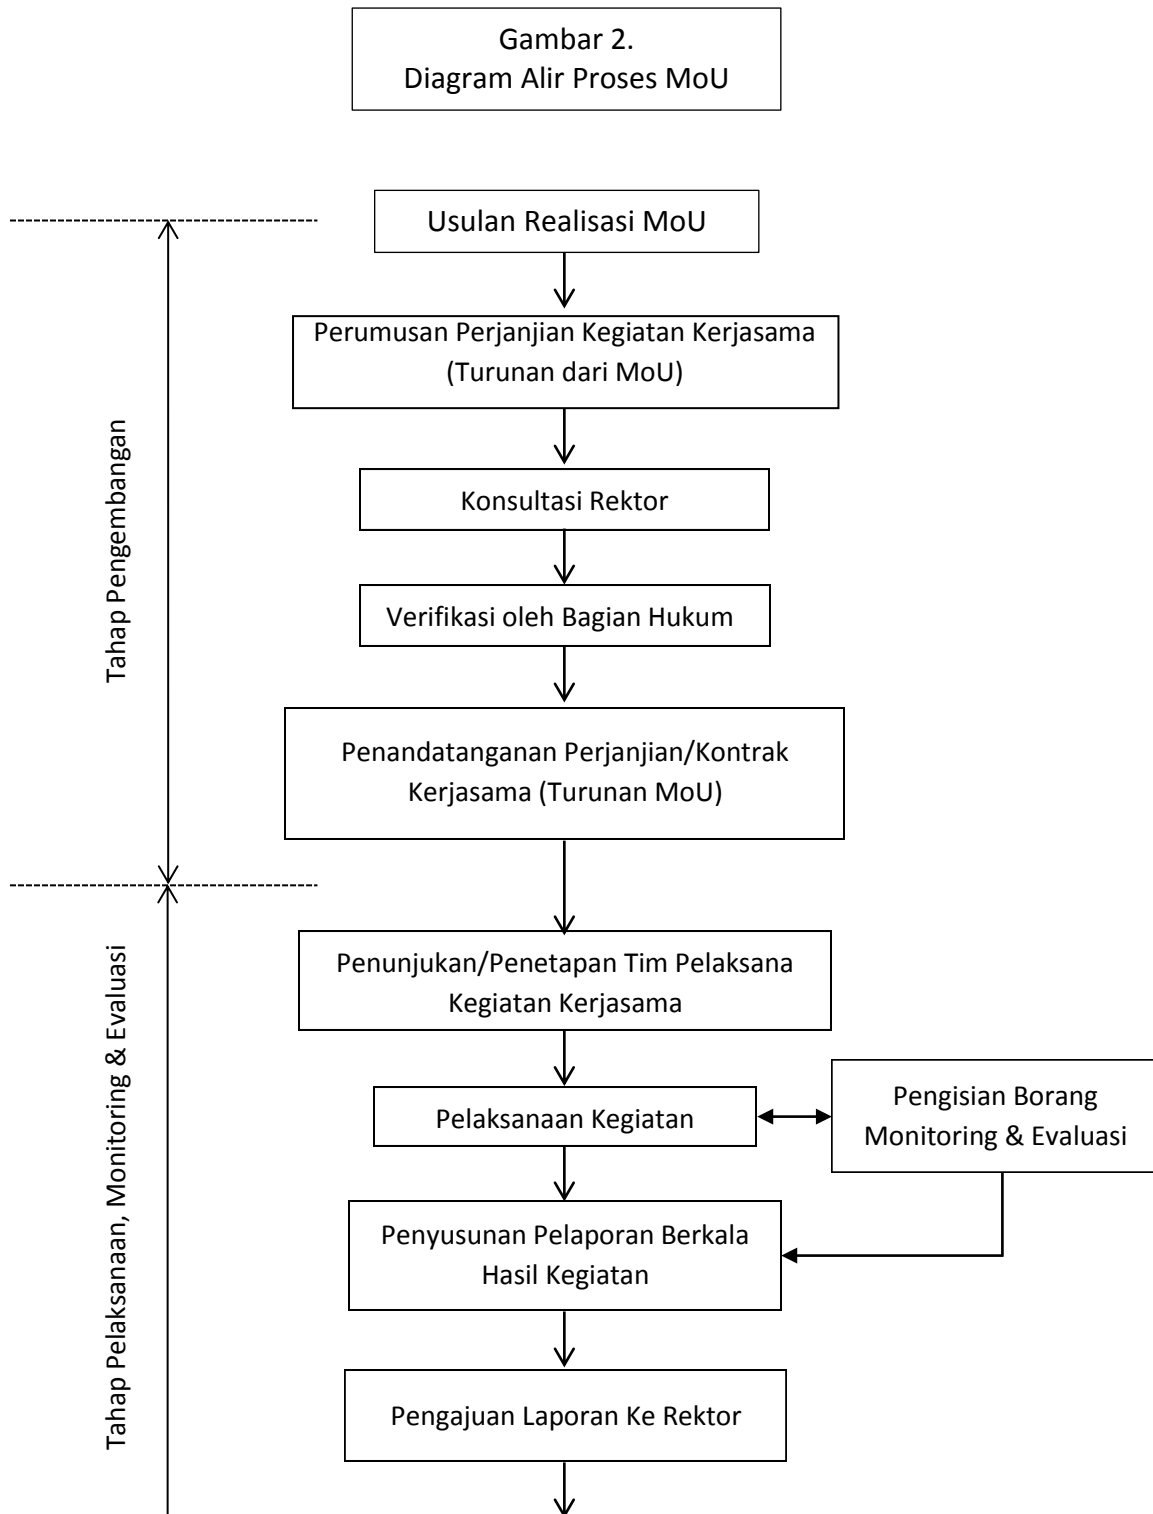 Gambar 2.
Diagram Alir Proses MoU
Usulan Realisasi MoU
Perumusan Perjanjian Kegiatan Kerjasama
(Turunan dari MoU)
Konsultasi Rektor
Verifikasi oleh Bagian Hukum
Penandatanganan Perjanjian/Kontrak
Kerjasama (Turunan MoU)
Tahap Pengembangan
Penunjukan/Penetapan Tim Pelaksana
Kegiatan Kerjasama
Pelaksanaan Kegiatan
Pengisian Borang
Monitoring & Evaluasi
Penyusunan Pelaporan Berkala
Hasil Kegiatan
Pengajuan Laporan Ke Rektor
Tahap Pelaksanaan, Monitoring & Evaluasi